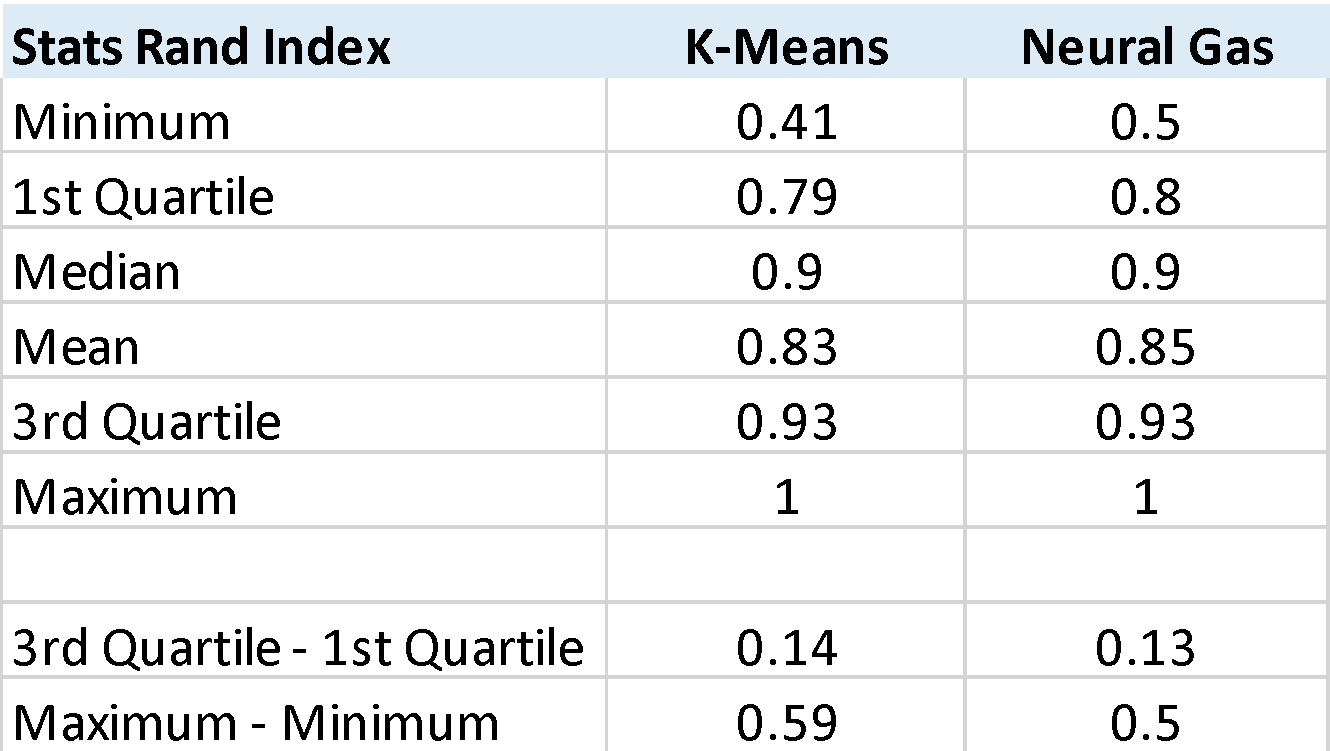 Stats Rand Index K-Means Neural Gas
Minimum 0.41 0.5
1st Quartile 0.79 0.8
Median 0.9 0.9
Mean 0.83 0.85
3rd Quartile 0.93 0.93
Maximum 1 1
3rd Quartile - 1st Quartile 0.14 0.13
Maximum - Minimum 0.59 0.5